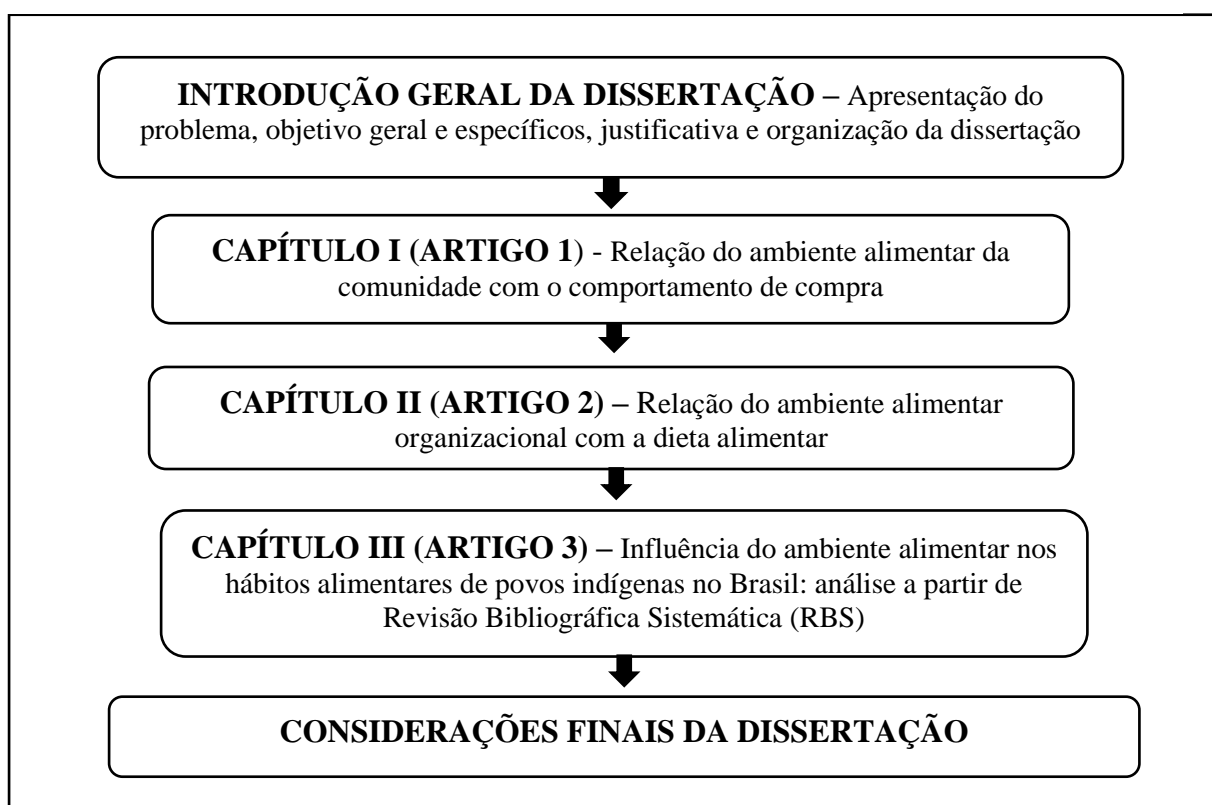 INTRODUÇÃO GERAL DA DISSERTAÇÃO – Apresentação do
problema, objetivo geral e específicos, justificativa e organização da dissertação
CAPÍTULO I (ARTIGO 1) - Relação do ambiente alimentar da
comunidade com o comportamento de compra
CAPÍTULO II (ARTIGO 2) – Relação do ambiente alimentar
organizacional com a dieta alimentar
CAPÍTULO III (ARTIGO 3) – Influência do ambiente alimentar nos
hábitos alimentares de povos indígenas no Brasil: análise a partir de
Revisão Bibliográfica Sistemática (RBS)
CONSIDERAÇÕES FINAIS DA DISSERTAÇÃO